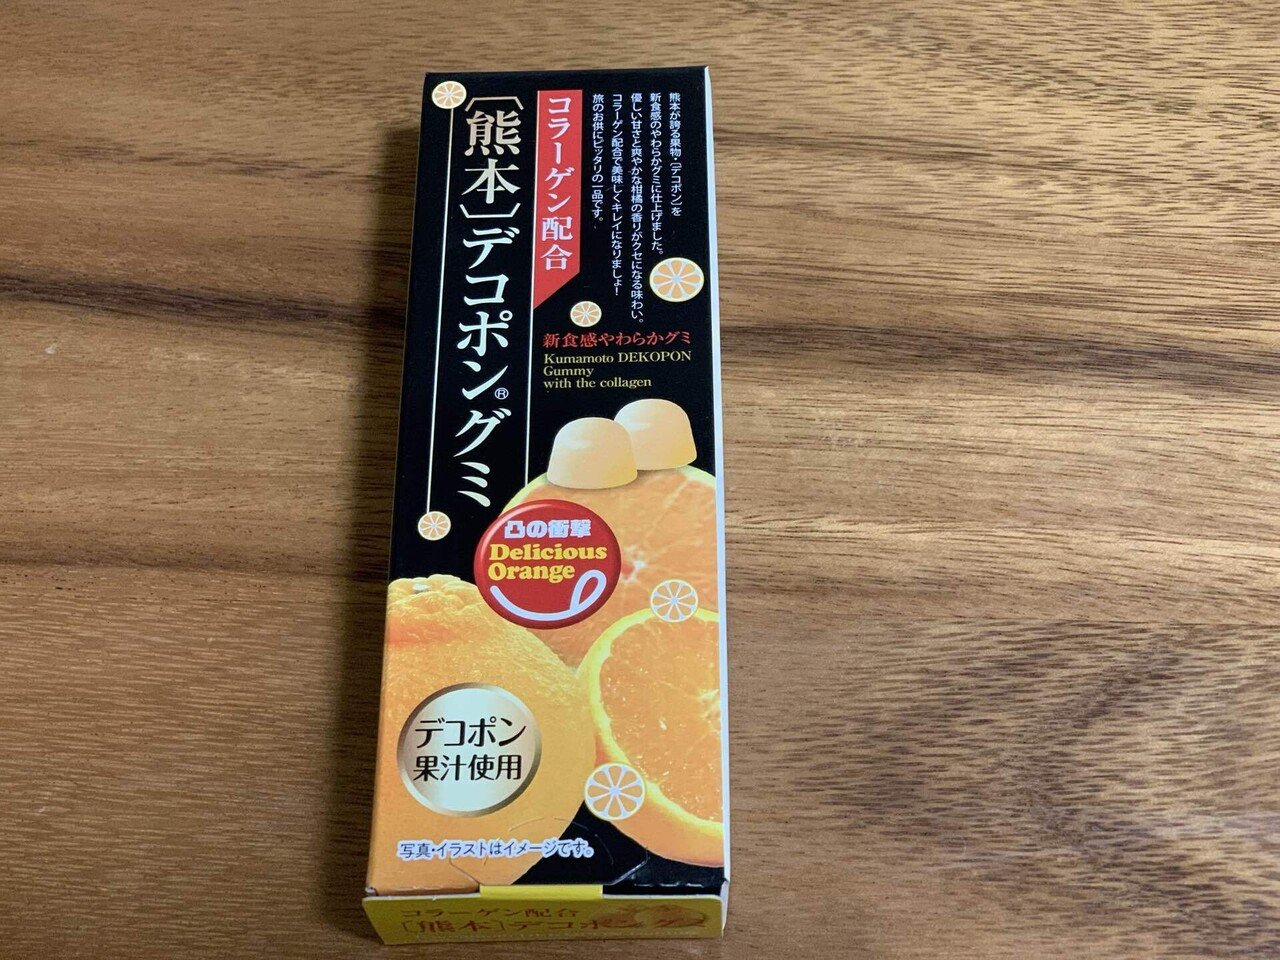 熊本が誇る果物・〔デコポン〕を
新食感のやわらかグミに仕上げました。
優しい甘さと爽やかな柑橘の香りがクセになる味わい。
コラーゲン配合で美味しくキレイになりましょ!
旅のお供にピッタリの一品です。
コラーゲン配合
〔熊本〕デコポン®グミ
新食感やわらかグミ
Kumamoto DEKOPON
Gummy
with the collagen
凸の衝撃
Delicious
Orange
デコポン
果汁使用
写真・イラストはイメージです。
コラーゲン配合
〔熊本〕デコポングミ